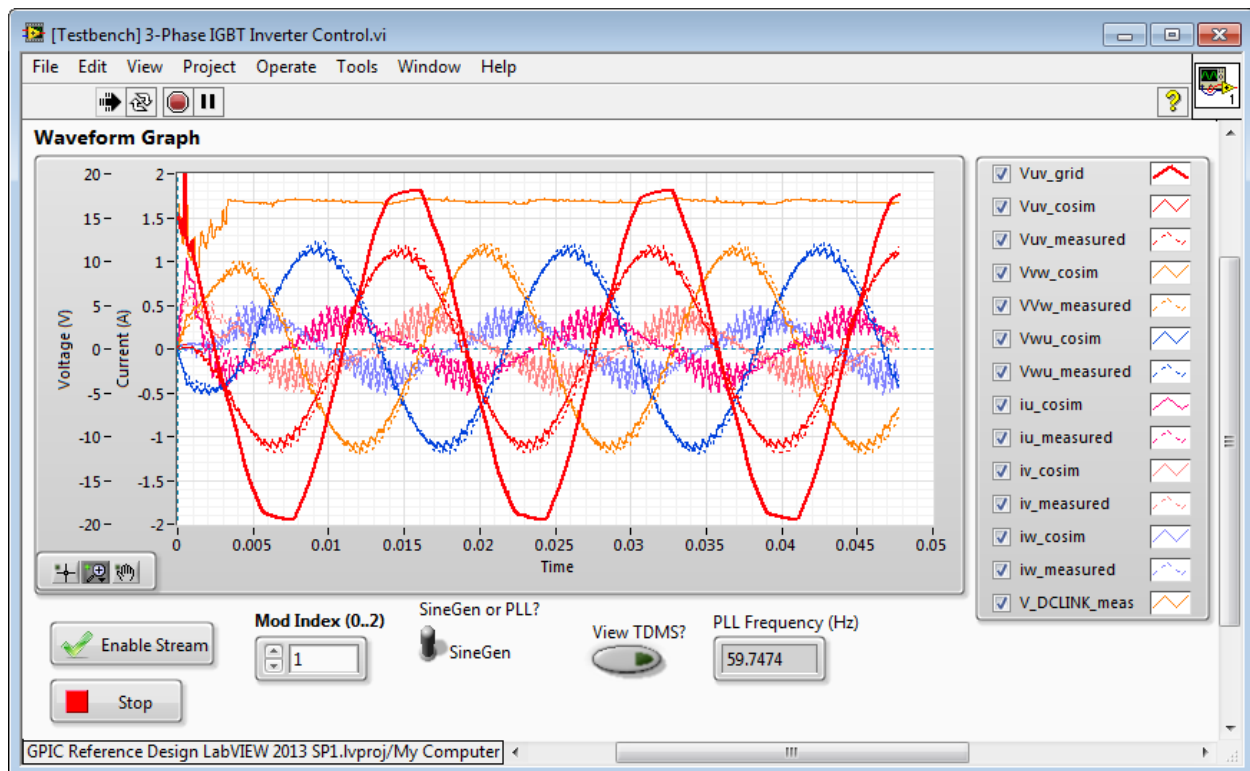 [Testbench] 3-Phase IGBT Inverter Control.vi
File Edit View Project Operate Tools Window Help
?
1
Waveform Graph
Voltage (V)
20
15
10
5
0
-5
-10
-15
-20
Current (A)
2
1.5
1
0.5
0
-0.5
-1
-1.5
-2
0 0.005 0.01 0.015 0.02 0.025 0.03 0.035 0.04 0.045 0.05
Time
Vuv_grid
Vuv_cosim
Vuv_measured
Vvw_cosim
VVw_measured
Vwu_cosim
Vwu_measured
iu_cosim
iu_measured
iv_cosim
iv_measured
iw_cosim
iw_measured
V_DCLINK_meas
Enable Stream
Stop
Mod Index (0..2)
1
SineGen or PLL?
SineGen
View TDMS?
PLL Frequency (Hz)
59.7474
GPIC Reference Design LabVIEW 2013 SP1.lvproj/My Computer